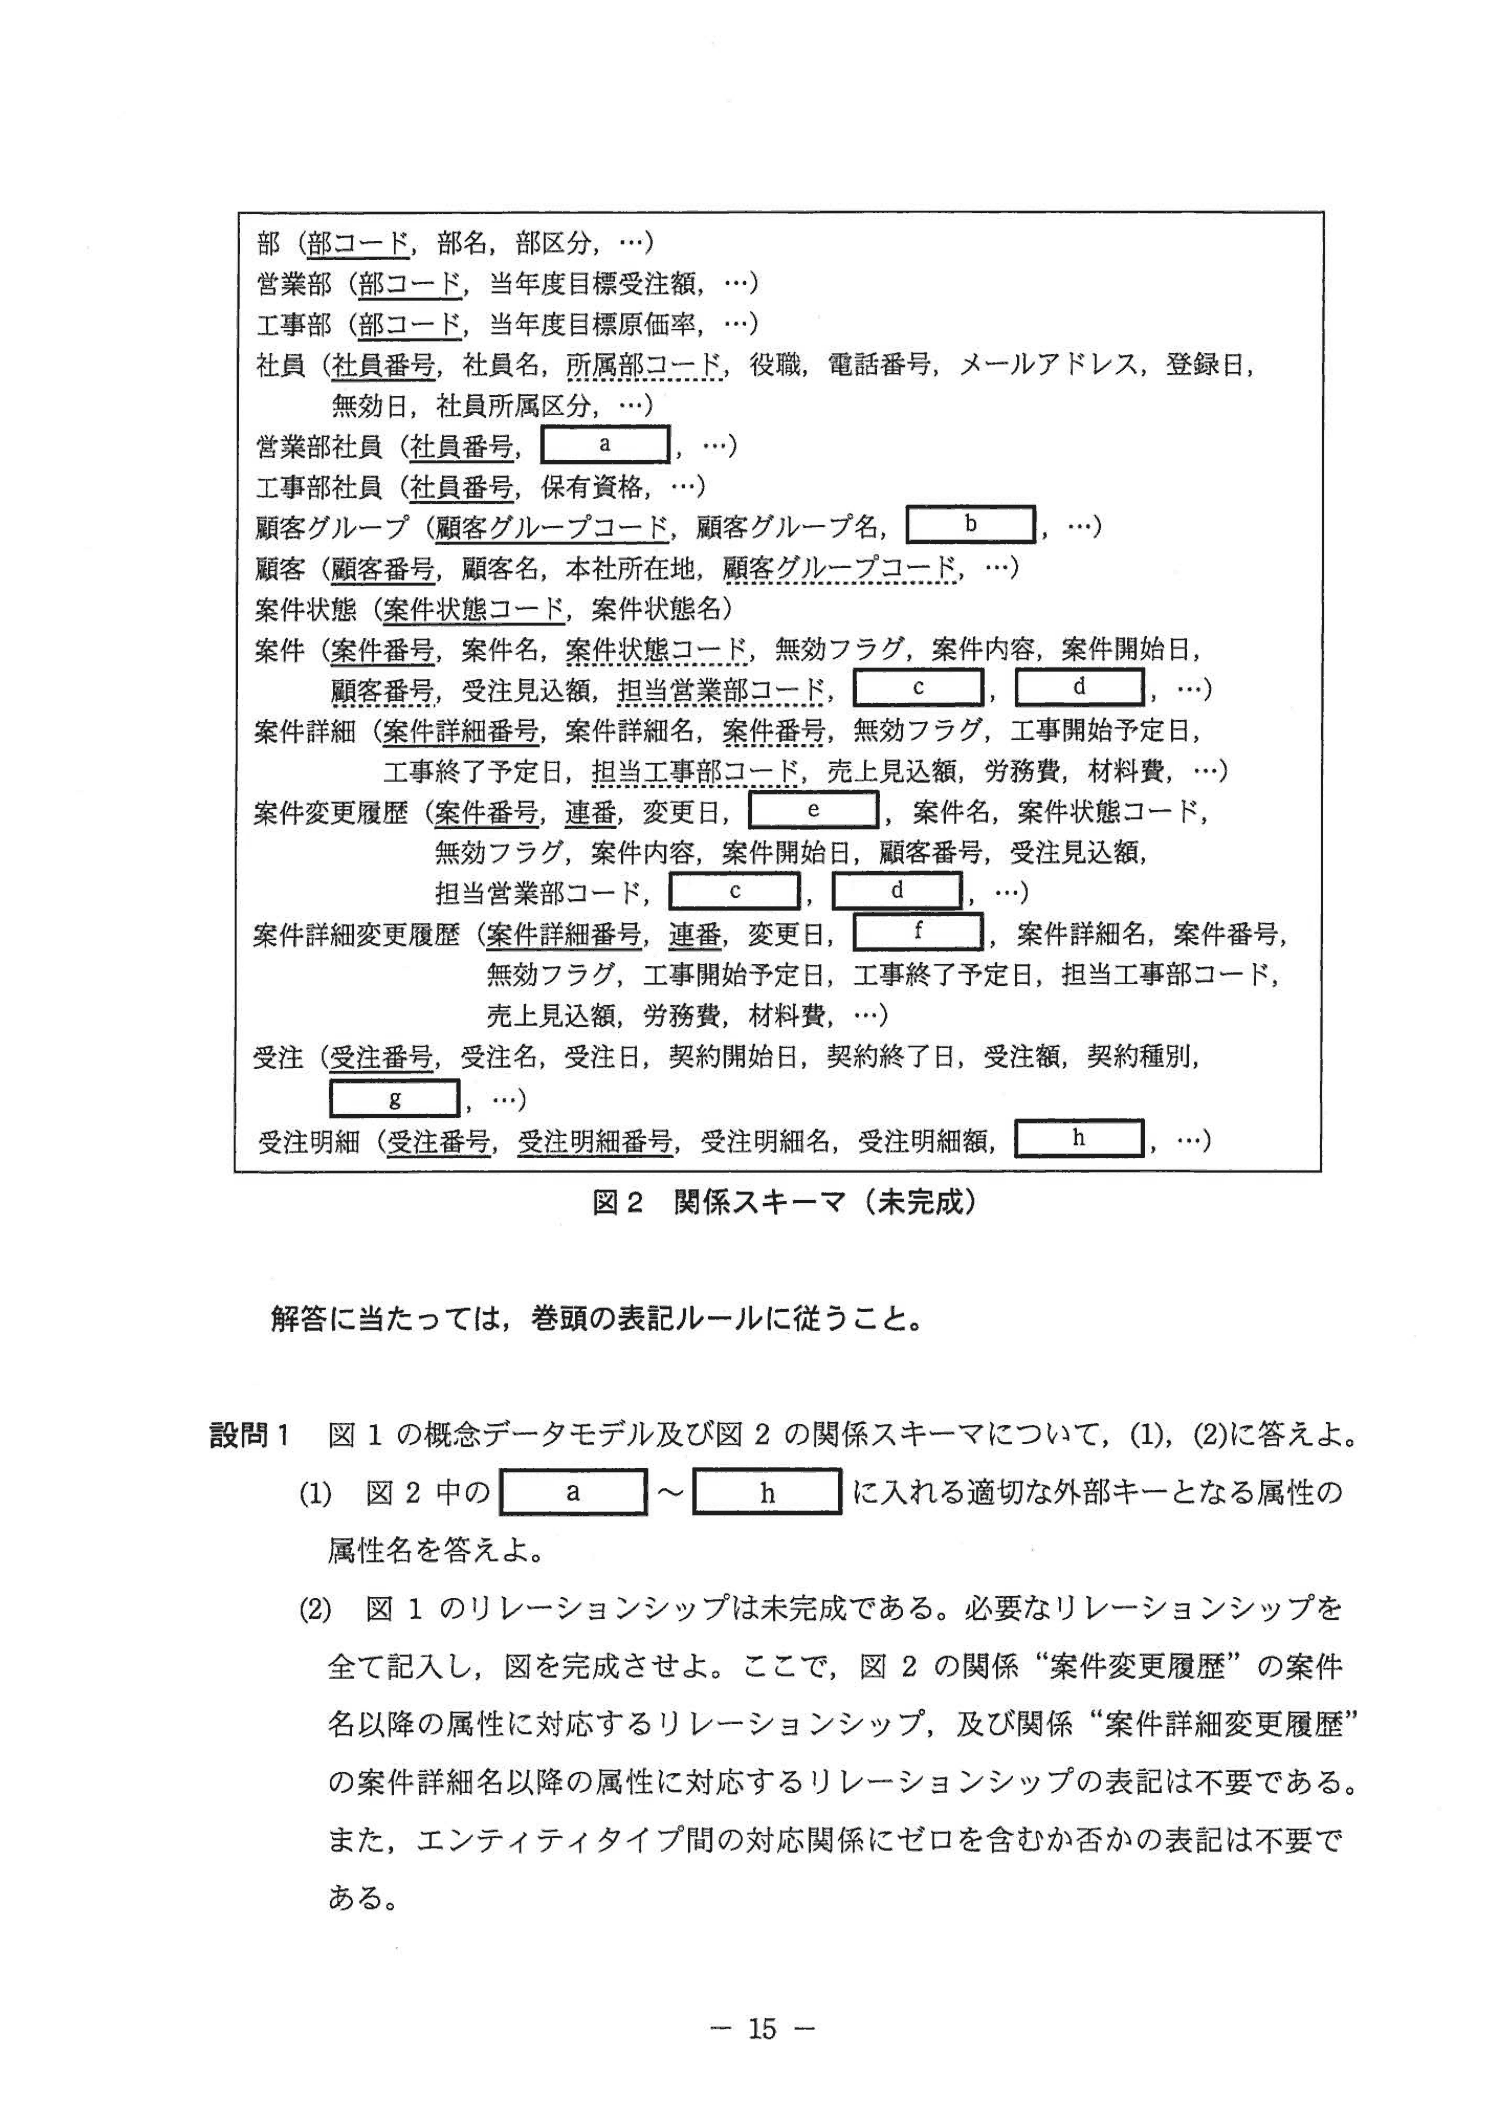 部（部コード，部名，部区分，…）
営業部（部コード，当年度目標受注額，…）
工事部（部コード，当年度目標原価率，…）
社員（社員番号，社員名，所属部コード，役職，電話番号，メールアドレス，登録日，
無効日，社員所属区分，…）
営業部社員（社員番号， a ，…）
工事部社員（社員番号，保有資格，…）
顧客グループ（顧客グループコード，顧客グループ名， b ，…）
顧客（顧客番号，顧客名，本社所在地，顧客グループコード，…）
案件状態（案件状態コード，案件状態名）
案件（案件番号，案件名，案件状態コード，無効フラグ，案件内容，案件開始日，
顧客番号，受注見込額，担当営業部コード， c ， d ，…）
案件詳細（案件詳細番号，案件詳細名，案件番号，無効フラグ，工事開始予定日，
工事終了予定日，担当工事部コード，売上見込額，労務費，材料費，…）
案件変更履歴（案件番号，連番，変更日， e ，案件名，案件状態コード，
無効フラグ，案件内容，案件開始日，顧客番号，受注見込額，
担当営業部コード， c ， d ，…）
案件詳細変更履歴（案件詳細番号，連番，変更日， f ，案件詳細名，案件番号，
無効フラグ，工事開始予定日，工事終了予定日，担当工事部コード，
売上見込額，労務費，材料費，…）
受注（受注番号，受注名，受注日，契約開始日，契約終了日，受注額，契約種別，
g ，…）
受注明細（受注番号，受注明細番号，受注明細名，受注明細額， h ，…）
図2 関係スキーマ（未完成）
解答に当たっては，巻頭の表記ルールに従うこと。
設問1 図1の概念データモデル及び図2の関係スキーマについて，(1)，(2)に答えよ。
(1) 図2中の a ～ h に入れる適切な外部キーとなる属性の
属性名を答えよ。
(2) 図1のリレーションシップは未完成である。必要なリレーションシップを
全て記入し，図を完成させよ。ここで，図2の関係“案件変更履歴”の案件
名以降の属性に対応するリレーションシップ，及び関係“案件詳細変更履歴”
の案件詳細名以降の属性に対応するリレーションシップの表記は不要である。
また，エンティティタイプ間の対応関係にゼロを含むか否かの表記は不要で
ある。
－ 15 －